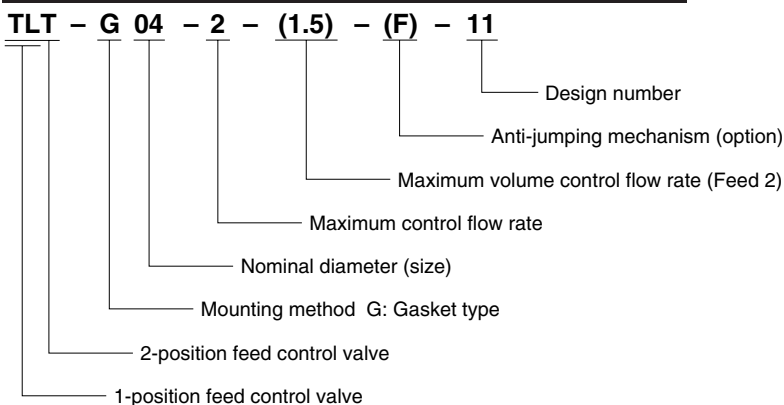 TLT – G 04 – 2 – (1.5) – (F) – 11
Design number
Anti-jumping mechanism (option)
Maximum volume control flow rate (Feed 2)
Maximum control flow rate
Nominal diameter (size)
Mounting method G: Gasket type
2-position feed control valve
1-position feed control valve